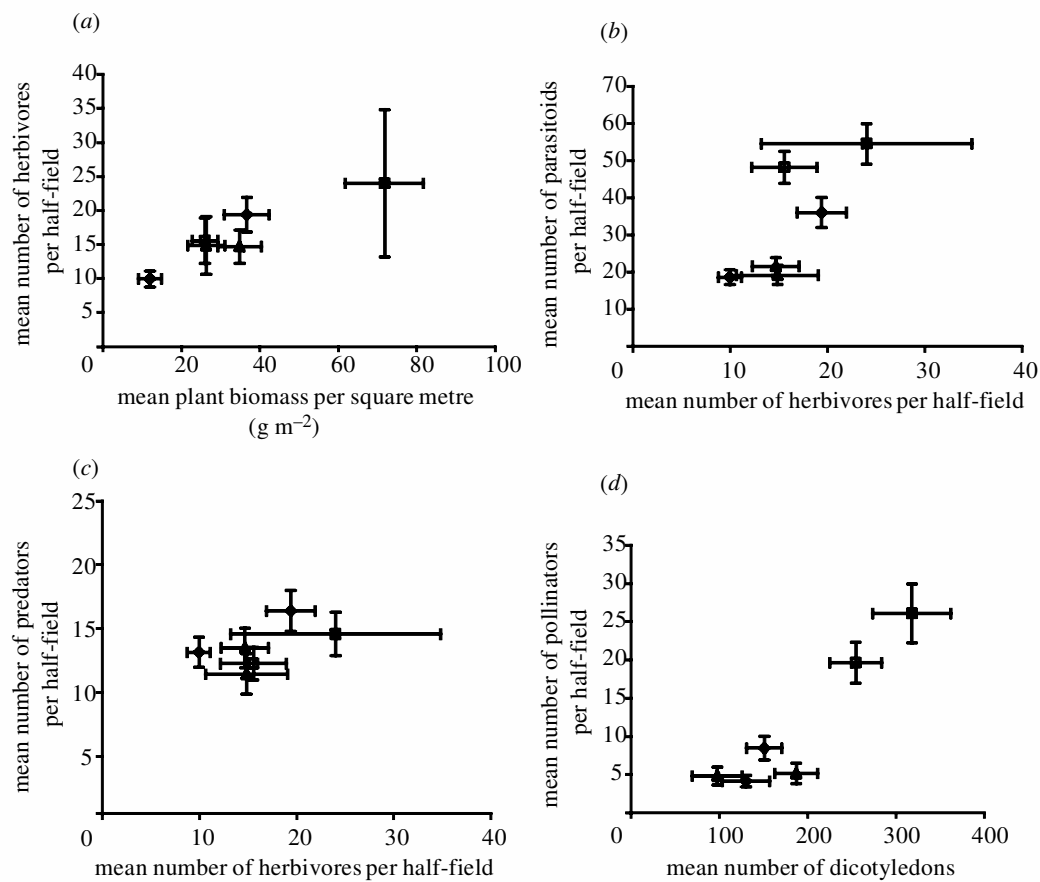 (a)
mean number of herbivores
per half-field
40
35
30
25
20
15
10
5
0
20
40
60
80
100
mean plant biomass per square metre
(g m–2)
(b)
mean number of parasitoids
per half-field
70
60
50
40
30
20
10
0
10
20
30
40
mean number of herbivores per half-field
(c)
mean number of predators
per half-field
25
20
15
10
5
0
10
20
30
40
mean number of herbivores per half-field
(d)
mean number of pollinators
per half-field
35
30
25
20
15
10
5
0
100
200
300
400
mean number of dicotyledons